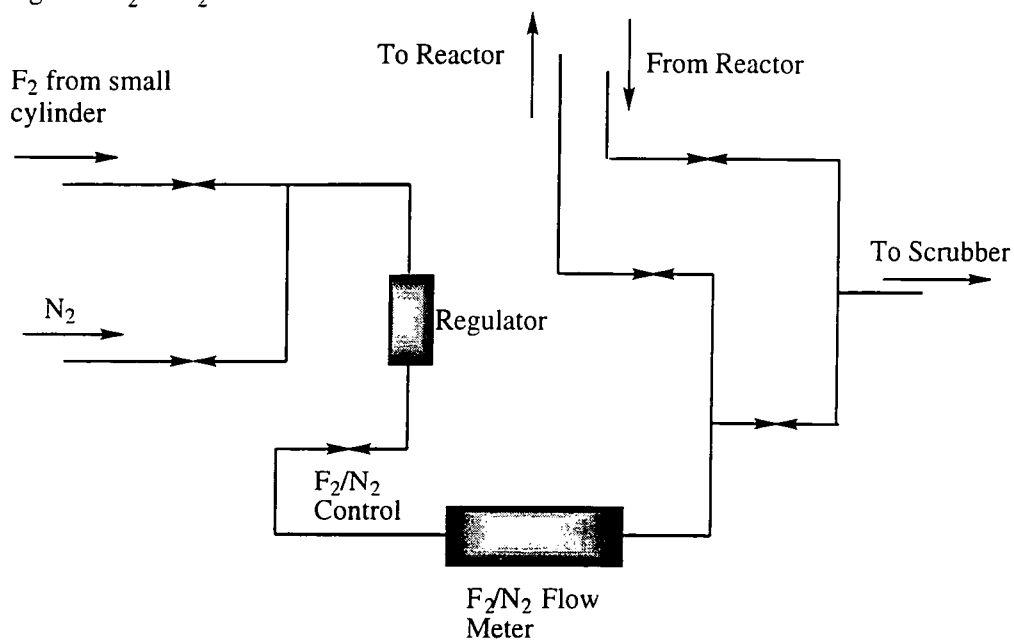 To Reactor
From Reactor
F₂ from small
cylinder
To Scrubber
N₂
Regulator
F₂/N₂
Control
F₂/N₂ Flow
Meter